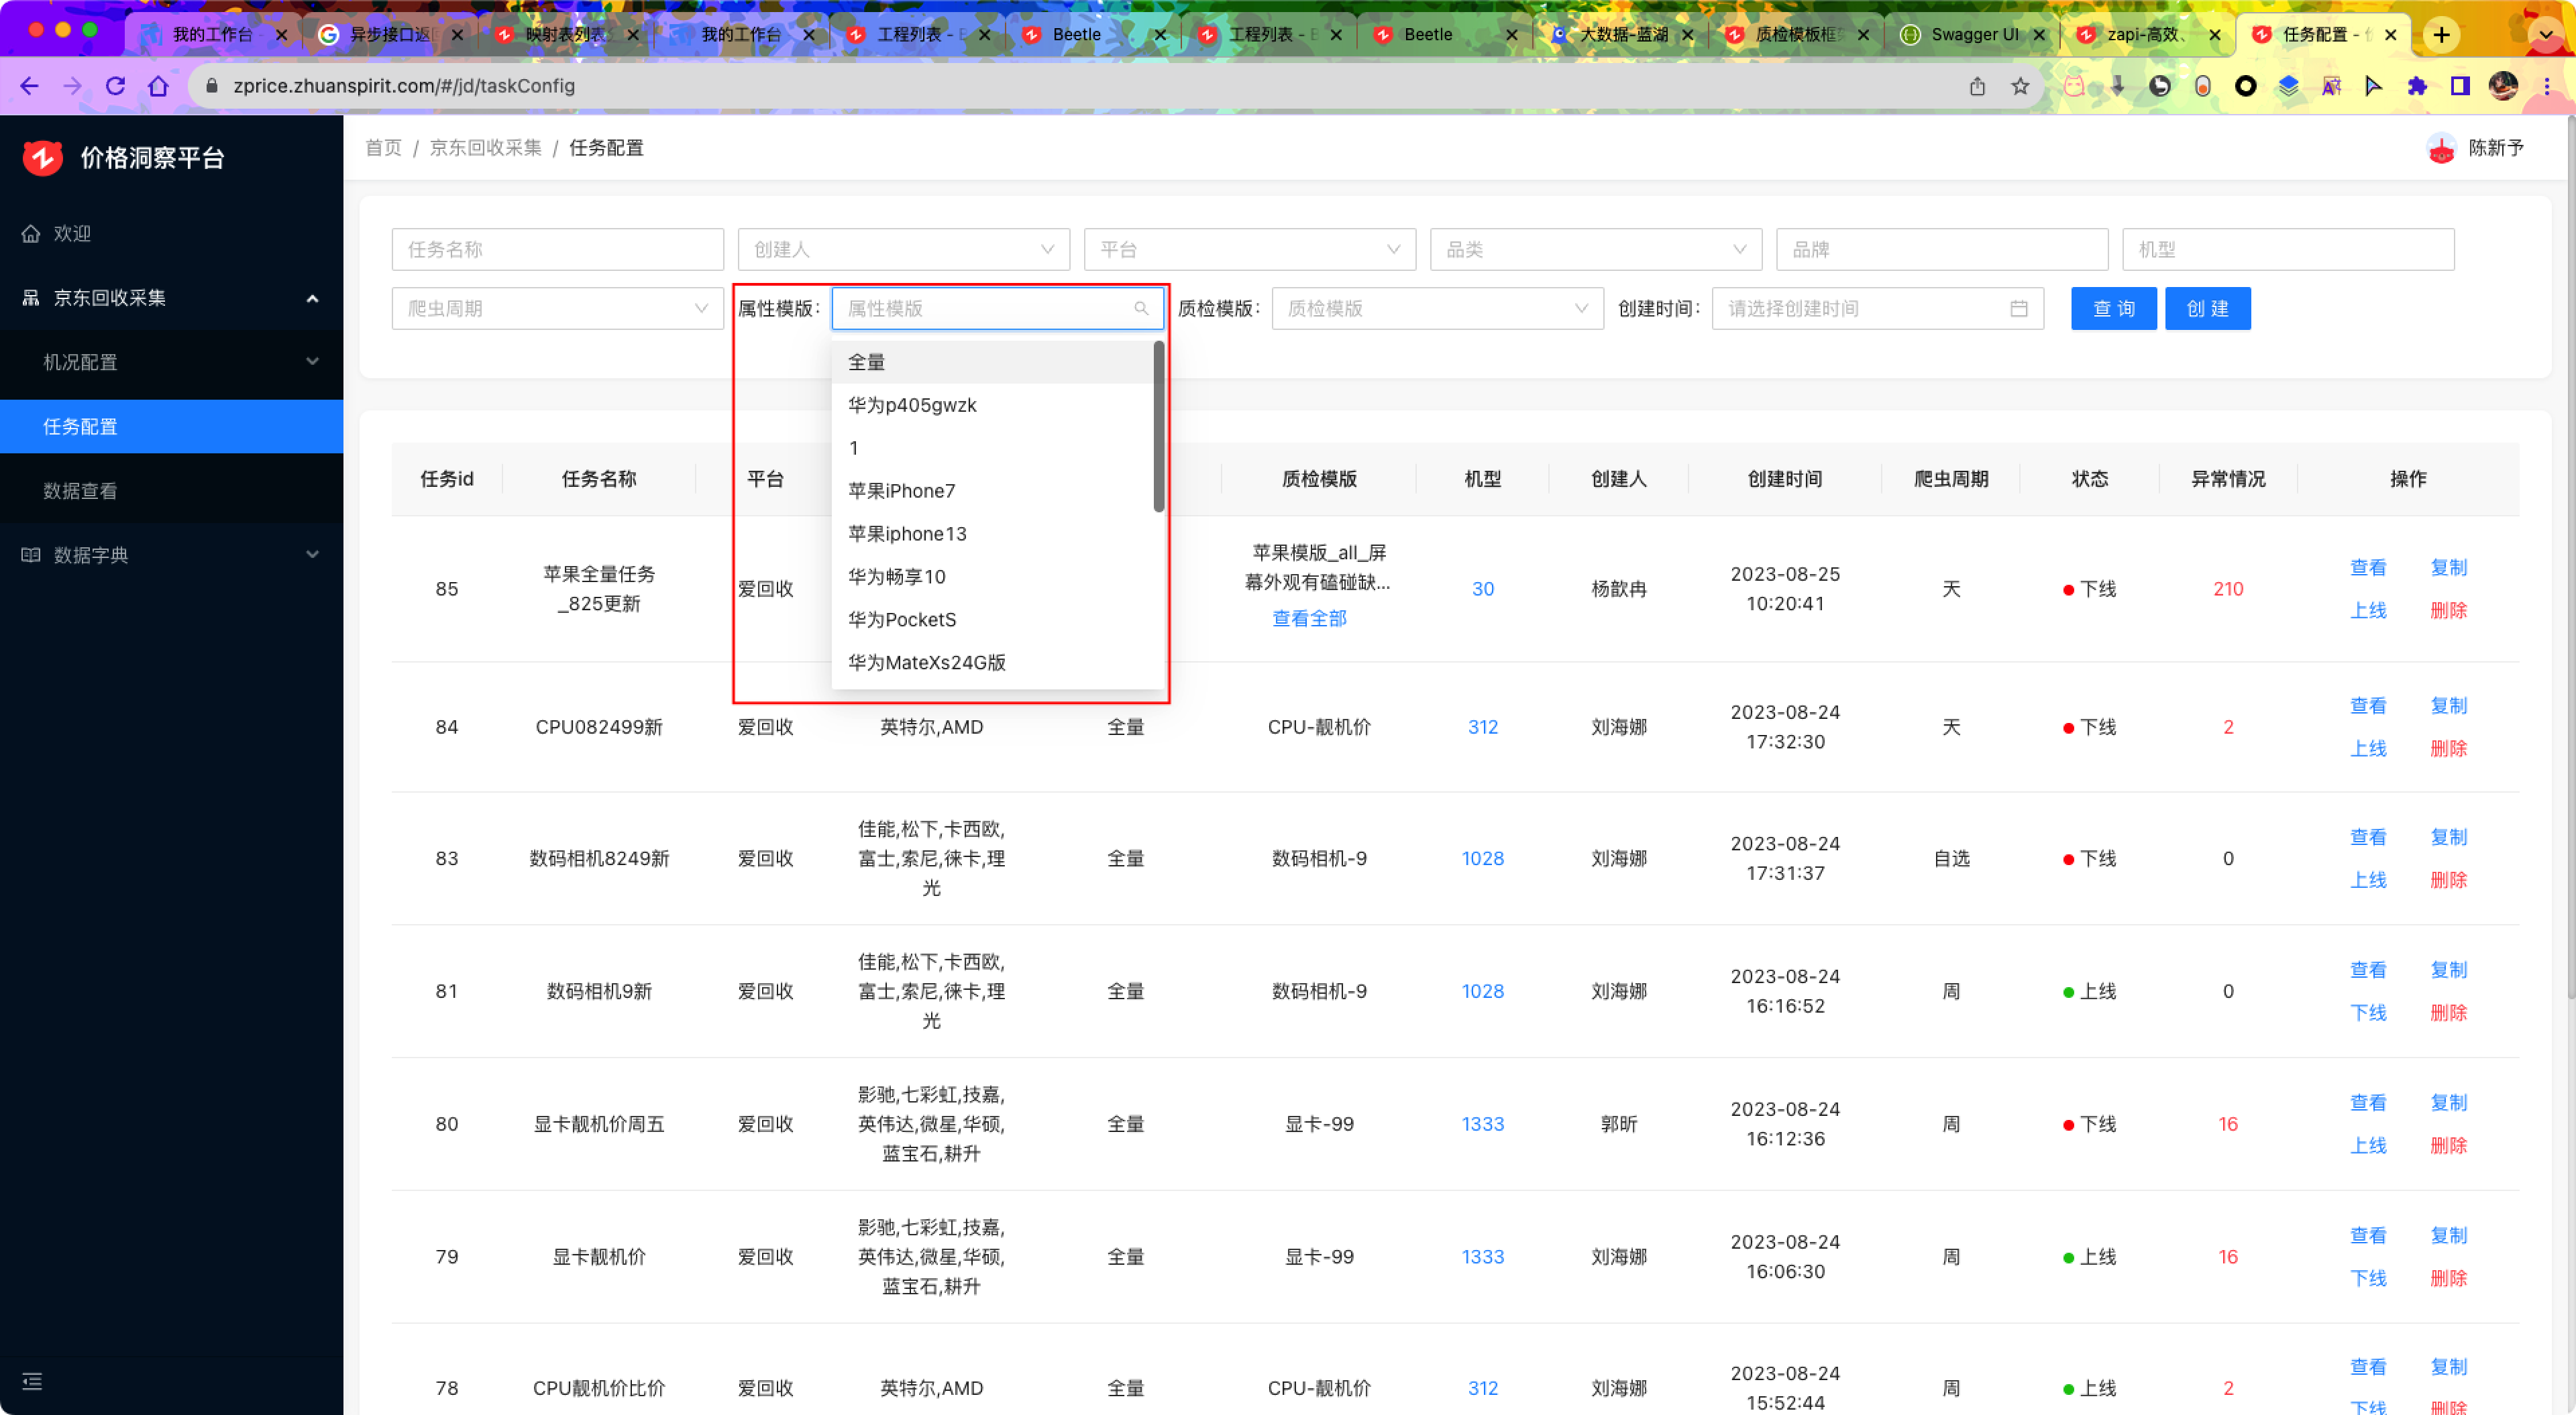 我的工作台
异步接口返
映射表列表
我的工作台
工程列表 -
Beetle
工程列表 -
Beetle
大数据-蓝湖
质检模板框
Swagger UI
zapi-高效、
任务配置 -
zprice.zhuanspirit.com/#/jd/taskConfig
价格洞察平台
首页 / 京东回收采集 / 任务配置
陈新予
欢迎
京东回收采集
机况配置
任务配置
数据查看
数据字典
任务名称
创建人
平台
品类
品牌
机型
爬虫周期
属性模版:
属性模版
质检模版:
质检模版
创建时间:
请选择创建时间
查 询
创 建
全量
华为p405gwzk
1
苹果iPhone7
苹果iphone13
华为畅享10
华为PocketS
华为MateXs24G版
任务id 任务名称 平台 质检模版 机型 创建人 创建时间 爬虫周期 状态 异常情况 操作
85
苹果全量任务
_825更新
爱回收
苹果模版_all_屏
幕外观有磕碰缺...
查看全部
30
杨歆冉
2023-08-25
10:20:41
天
下线
210
查看 复制
上线 删除
84
CPU082499新
爱回收
英特尔,AMD
全量
CPU-靓机价
312
刘海娜
2023-08-24
17:32:30
天
下线
2
查看 复制
上线 删除
83
数码相机8249新
爱回收
佳能,松下,卡西欧,
富士,索尼,徕卡,理
光
全量
数码相机-9
1028
刘海娜
2023-08-24
17:31:37
自选
下线
0
查看 复制
上线 删除
81
数码相机9新
爱回收
佳能,松下,卡西欧,
富士,索尼,徕卡,理
光
全量
数码相机-9
1028
刘海娜
2023-08-24
16:16:52
周
上线
0
查看 复制
下线 删除
80
显卡靓机价周五
爱回收
影驰,七彩虹,技嘉,
英伟达,微星,华硕,
蓝宝石,耕升
全量
显卡-99
1333
郭昕
2023-08-24
16:12:36
周
下线
16
查看 复制
上线 删除
79
显卡靓机价
爱回收
影驰,七彩虹,技嘉,
英伟达,微星,华硕,
蓝宝石,耕升
全量
显卡-99
1333
刘海娜
2023-08-24
16:06:30
周
上线
16
查看 复制
下线 删除
78
CPU靓机价比价
爱回收
英特尔,AMD
全量
CPU-靓机价
312
刘海娜
2023-08-24
15:52:44
周
上线
2
查看 复制
下线 删除